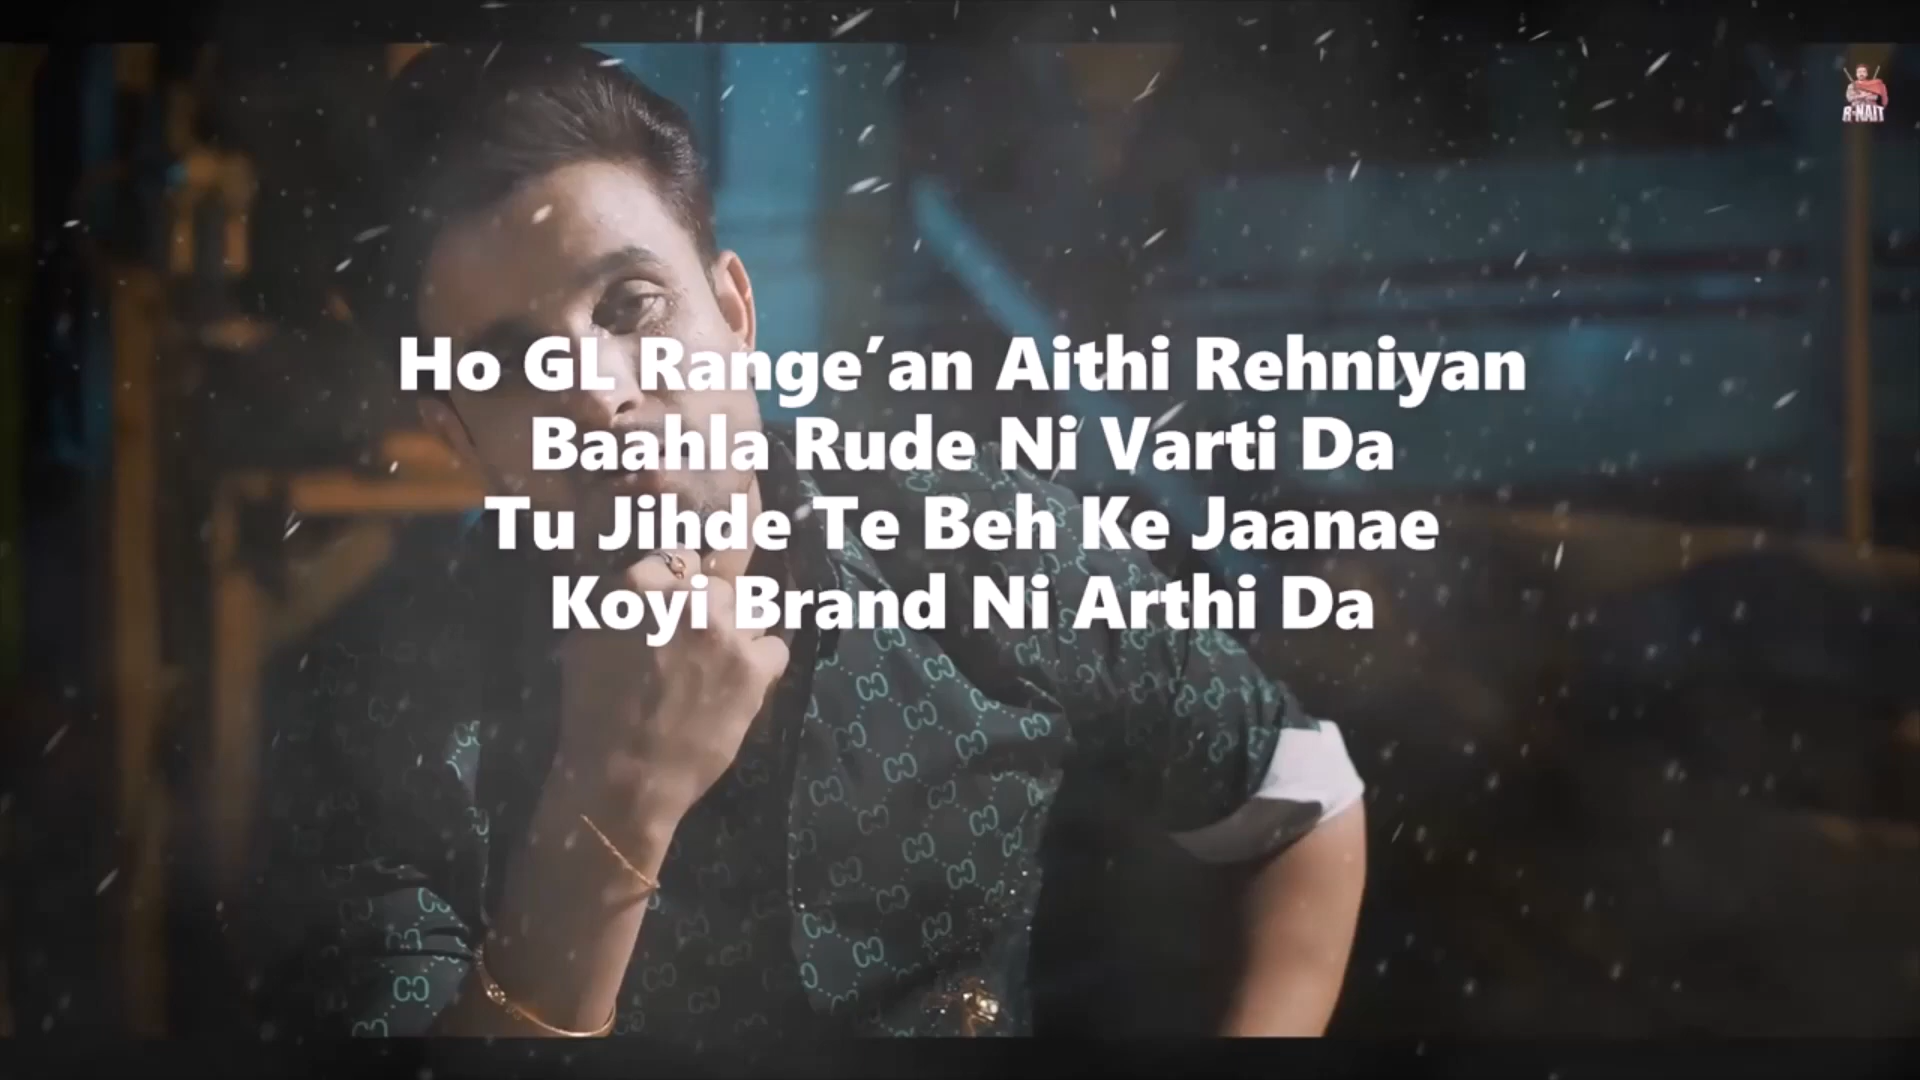 R-NAIT
Ho GL Range’an Aithi Rehniyan
Baahla Rude Ni Varti Da
Tu Jihde Te Beh Ke Jaanae
Koyi Brand Ni Arthi Da